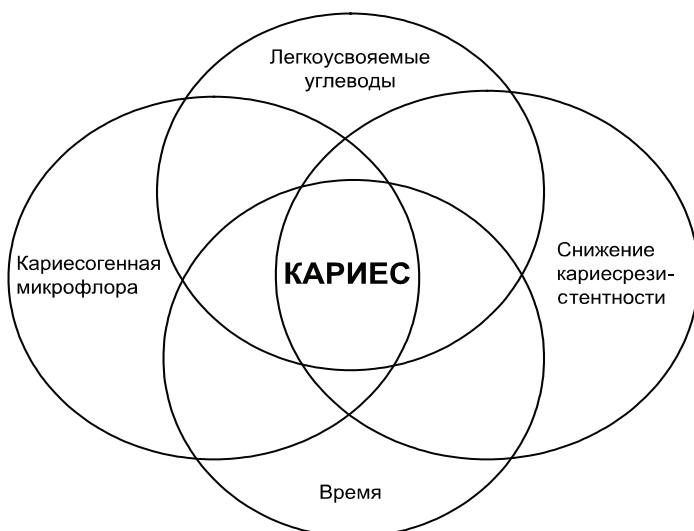 Легкоусвояемые
углеводы
Кариесогенная
микрофлора
КАРИЕС
Снижение
кариесрези-
стентности
Время